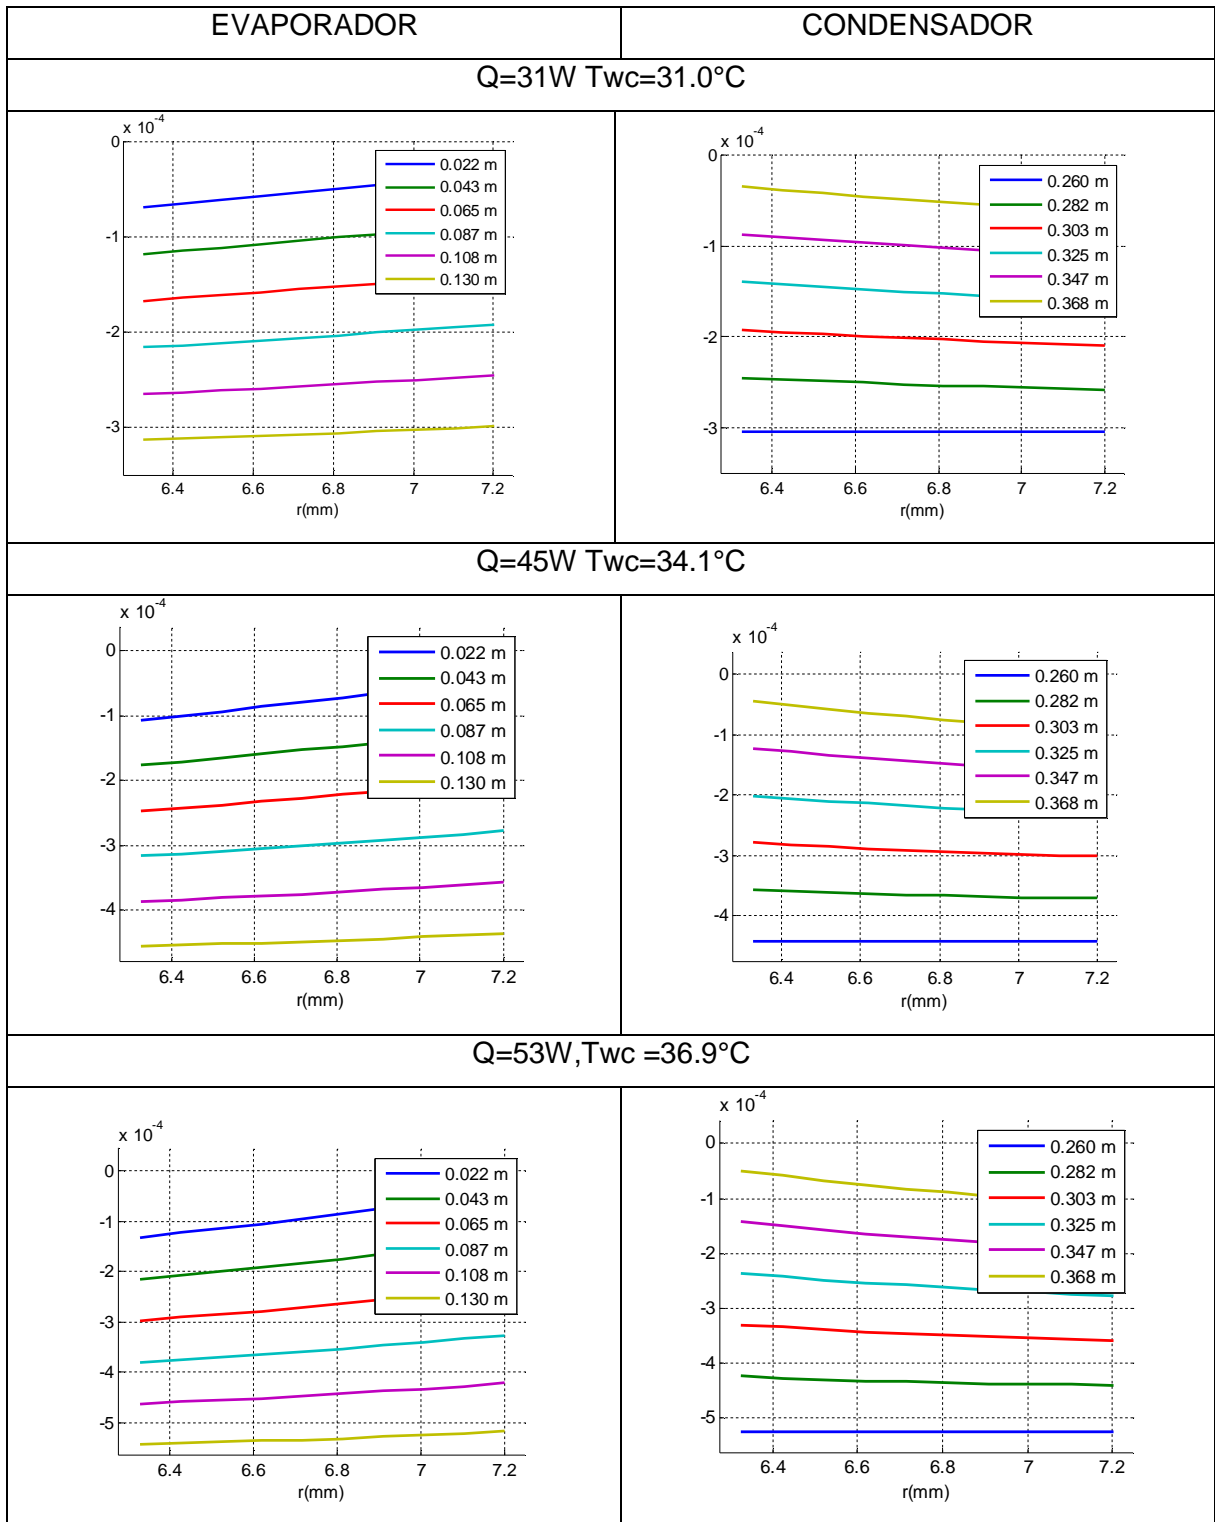 EVAPORADOR
CONDENSADOR
Q=31W Twc=31.0°C
x 10⁻⁴
0
-1
-2
-3
0.022 m
0.043 m
0.065 m
0.087 m
0.108 m
0.130 m
6.4 6.6 6.8 7 7.2
r(mm)
x 10⁻⁴
0
-1
-2
-3
0.260 m
0.282 m
0.303 m
0.325 m
0.347 m
0.368 m
6.4 6.6 6.8 7 7.2
r(mm)
Q=45W Twc=34.1°C
x 10⁻⁴
0
-1
-2
-3
-4
0.022 m
0.043 m
0.065 m
0.087 m
0.108 m
0.130 m
6.4 6.6 6.8 7 7.2
r(mm)
x 10⁻⁴
0
-1
-2
-3
-4
0.260 m
0.282 m
0.303 m
0.325 m
0.347 m
0.368 m
6.4 6.6 6.8 7 7.2
r(mm)
Q=53W,Twc =36.9°C
x 10⁻⁴
0
-1
-2
-3
-4
-5
0.022 m
0.043 m
0.065 m
0.087 m
0.108 m
0.130 m
6.4 6.6 6.8 7 7.2
r(mm)
x 10⁻⁴
0
-1
-2
-3
-4
-5
0.260 m
0.282 m
0.303 m
0.325 m
0.347 m
0.368 m
6.4 6.6 6.8 7 7.2
r(mm)